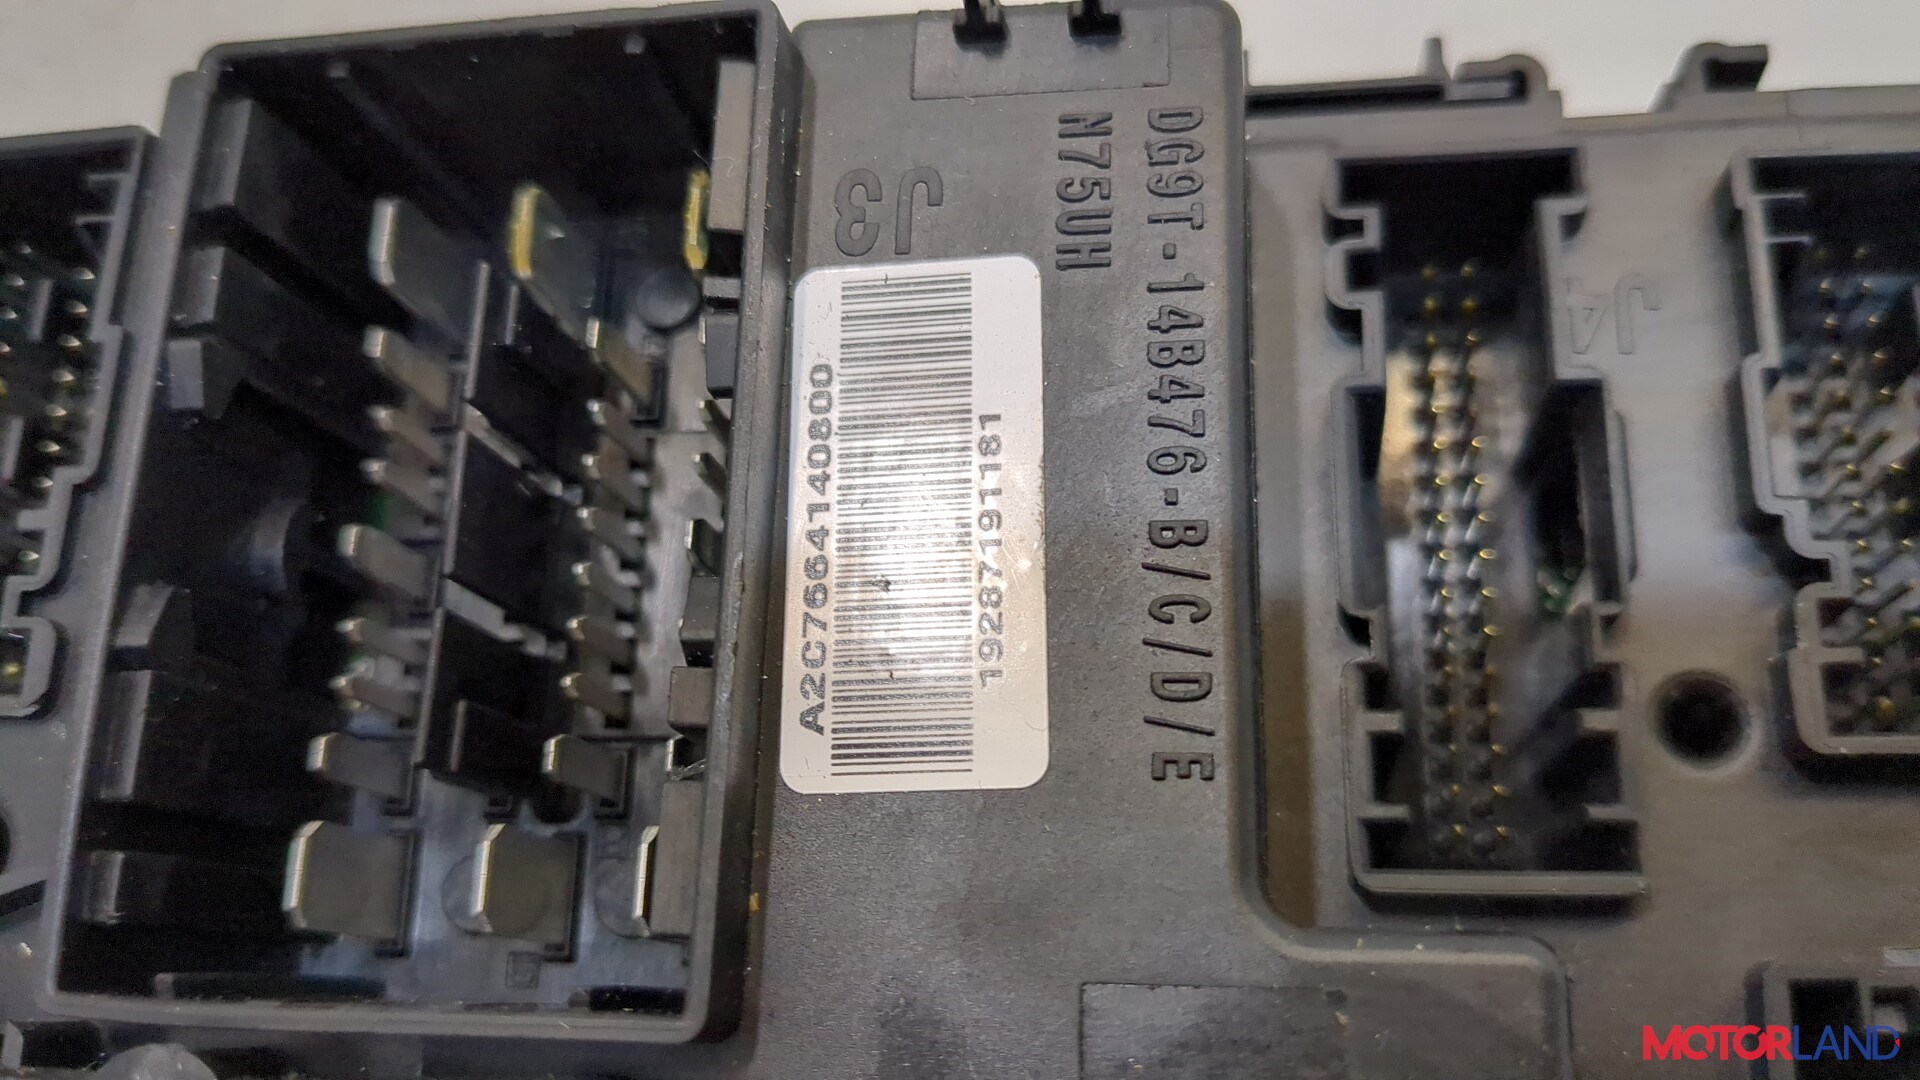 DG9T-14B476-B/C/D/E
N75UH
J3
A2C7664140800
19287191181
J4
MOTORLAND